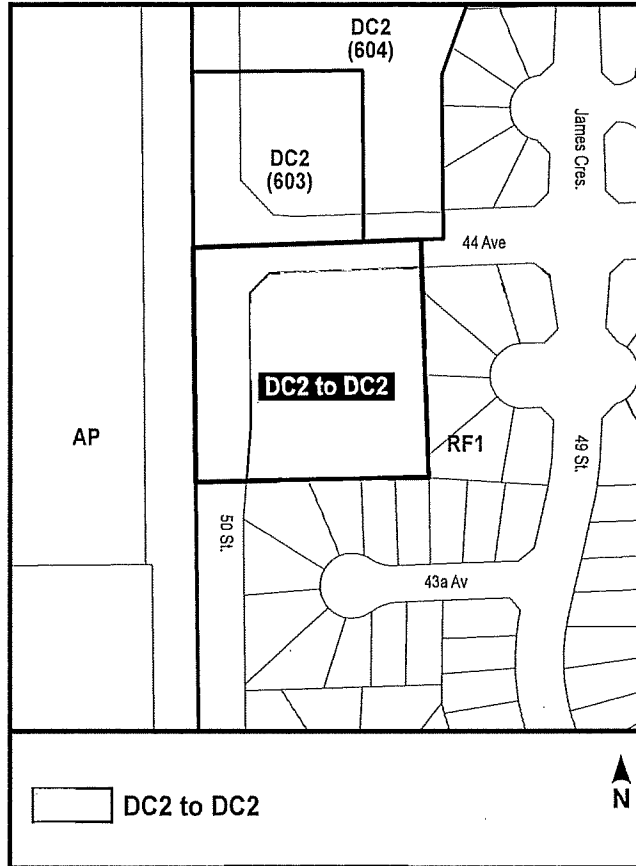 DC2
(604)
James Cres.
DC2
(603)
44 Ave
DC2 to DC2
AP
RF1
49 St.
50 St.
43a Av
DC2 to DC2
N